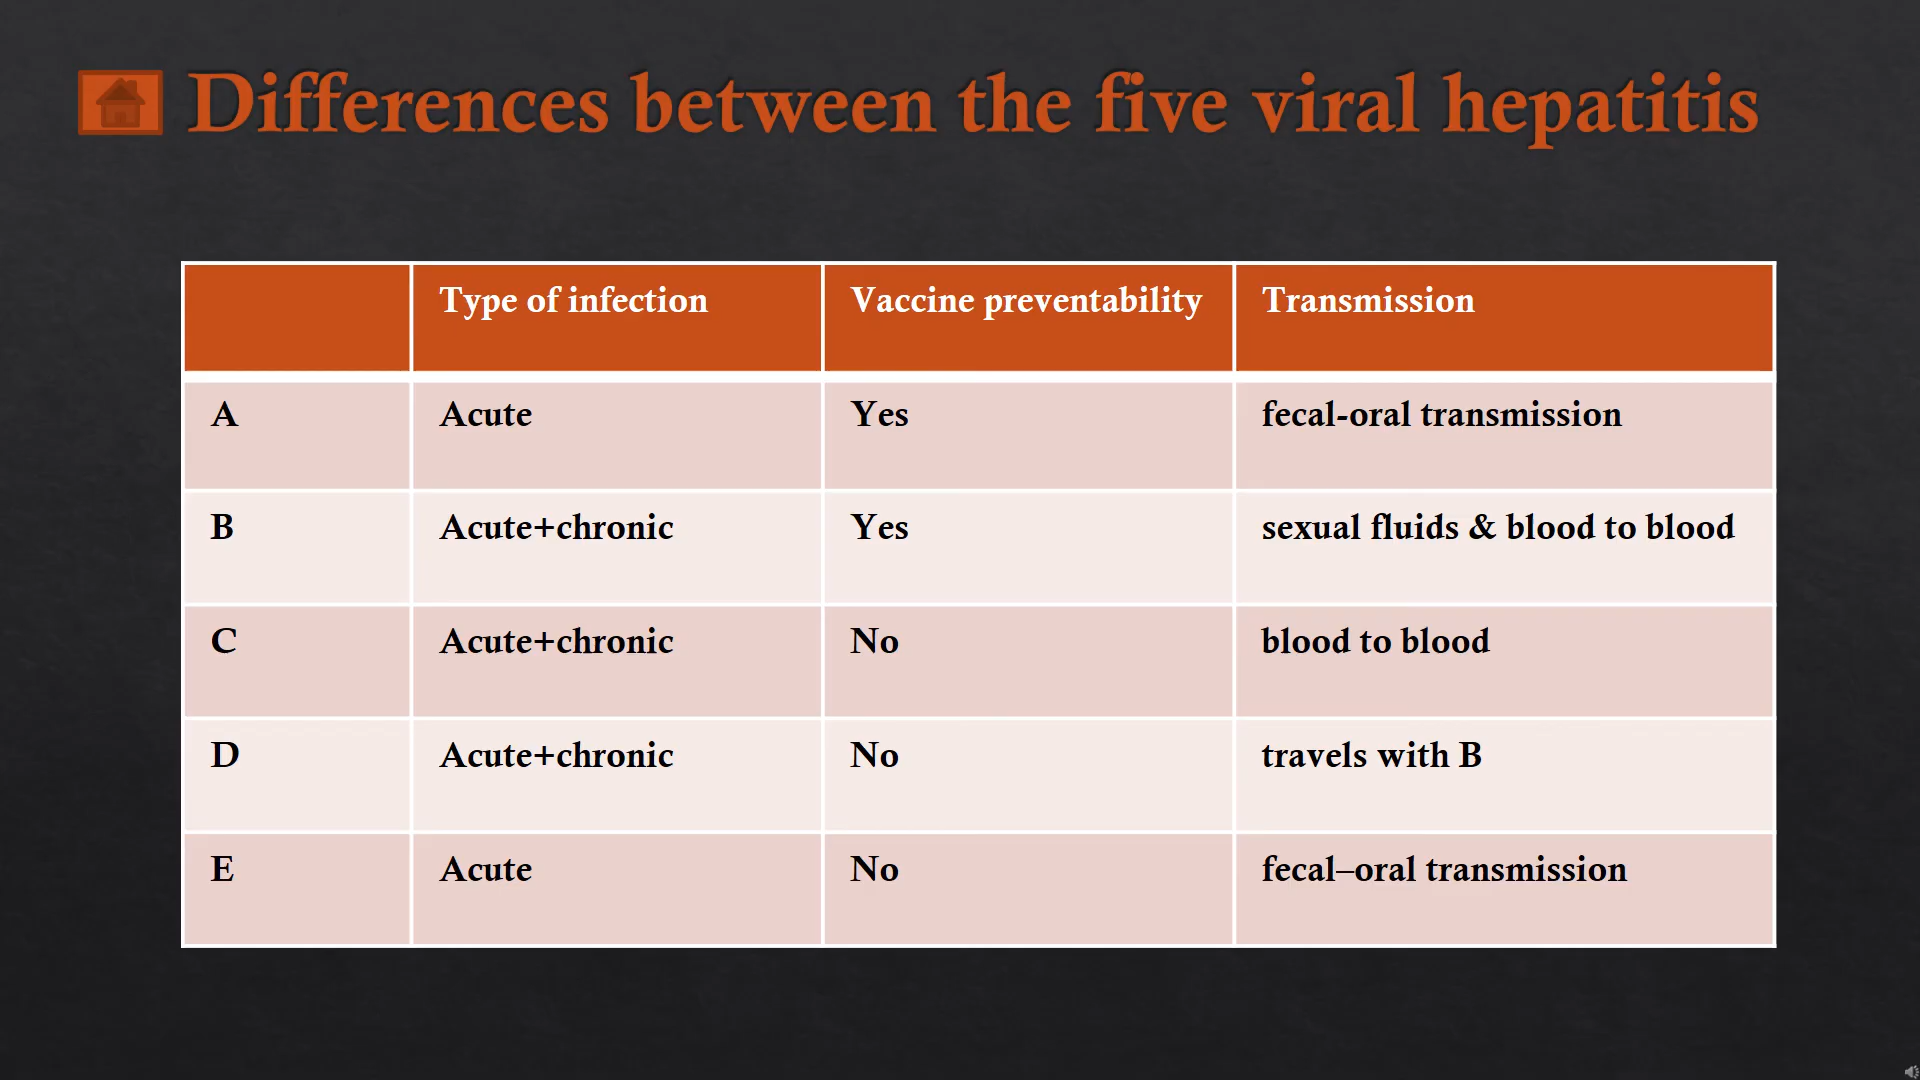 Differences between the five viral hepatitis
Type of infection Vaccine preventability Transmission
A Acute Yes fecal-oral transmission
B Acute+chronic Yes sexual fluids & blood to blood
C Acute+chronic No blood to blood
D Acute+chronic No travels with B
E Acute No fecal–oral transmission